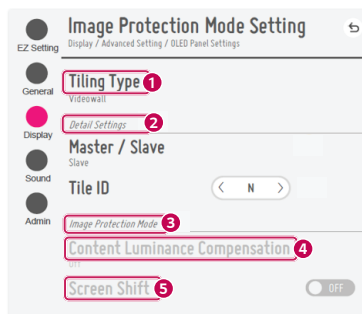 Image Protection Mode Setting
Display / Advanced Setting / OLED Panel Settings
EZ Setting
General
Display
Sound
Admin
Tiling Type 1
Videowall
Detail Settings 2
Master / Slave
Slave
Tile ID
N
Image Protection Mode 3
Content Luminance Compensation 4
Off
Screen Shift 5
OFF